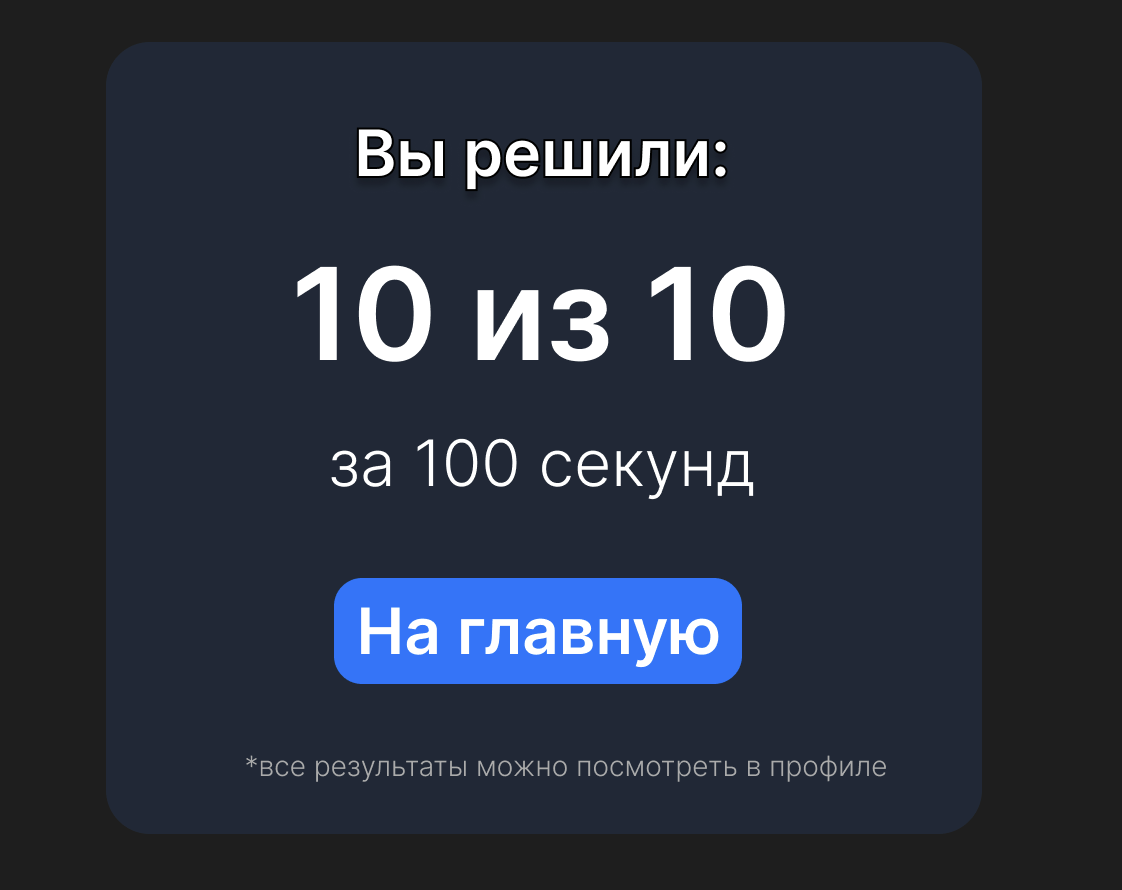 Вы решили:
10 из 10
за 100 секунд
На главную
*все результаты можно посмотреть в профиле